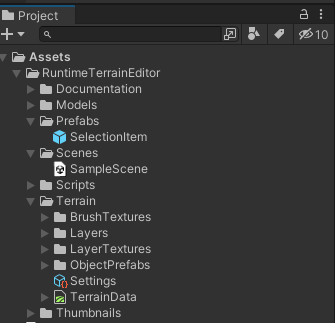 Project
10
Assets
RuntimeTerrainEditor
Documentation
Models
Prefabs
SelectionItem
Scenes
SampleScene
Scripts
Terrain
BrushTextures
Layers
LayerTextures
ObjectPrefabs
Settings
TerrainData
Thumbnails